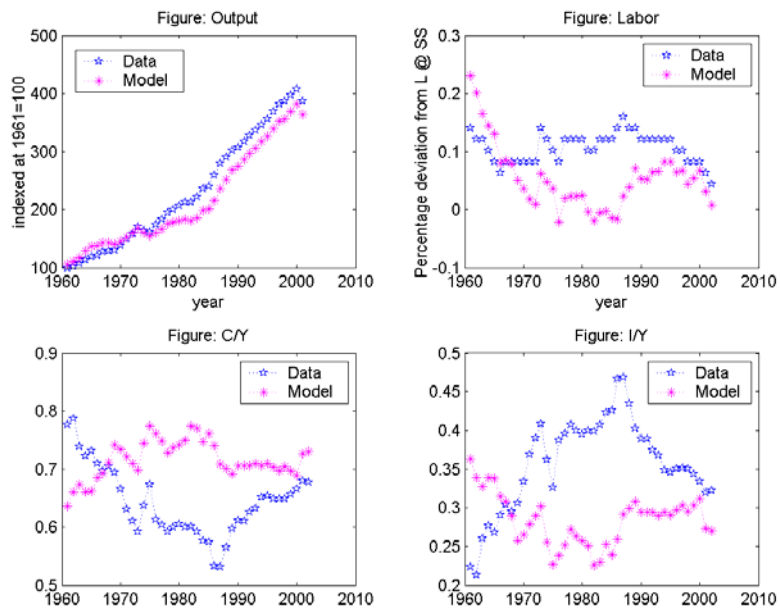 Figure: Output
500
400
300
200
100
indexed at 1961=100
Data
Model
1960 1970 1980 1990 2000 2010
year
Figure: Labor
0.3
0.2
0.1
0
-0.1
Percentage deviation from L @ SS
Data
Model
1960 1970 1980 1990 2000 2010
year
Figure: C/Y
0.9
0.8
0.7
0.6
0.5
Data
Model
1960 1970 1980 1990 2000 2010
Figure: I/Y
0.5
0.45
0.4
0.35
0.3
0.25
0.2
Data
Model
1960 1970 1980 1990 2000 2010